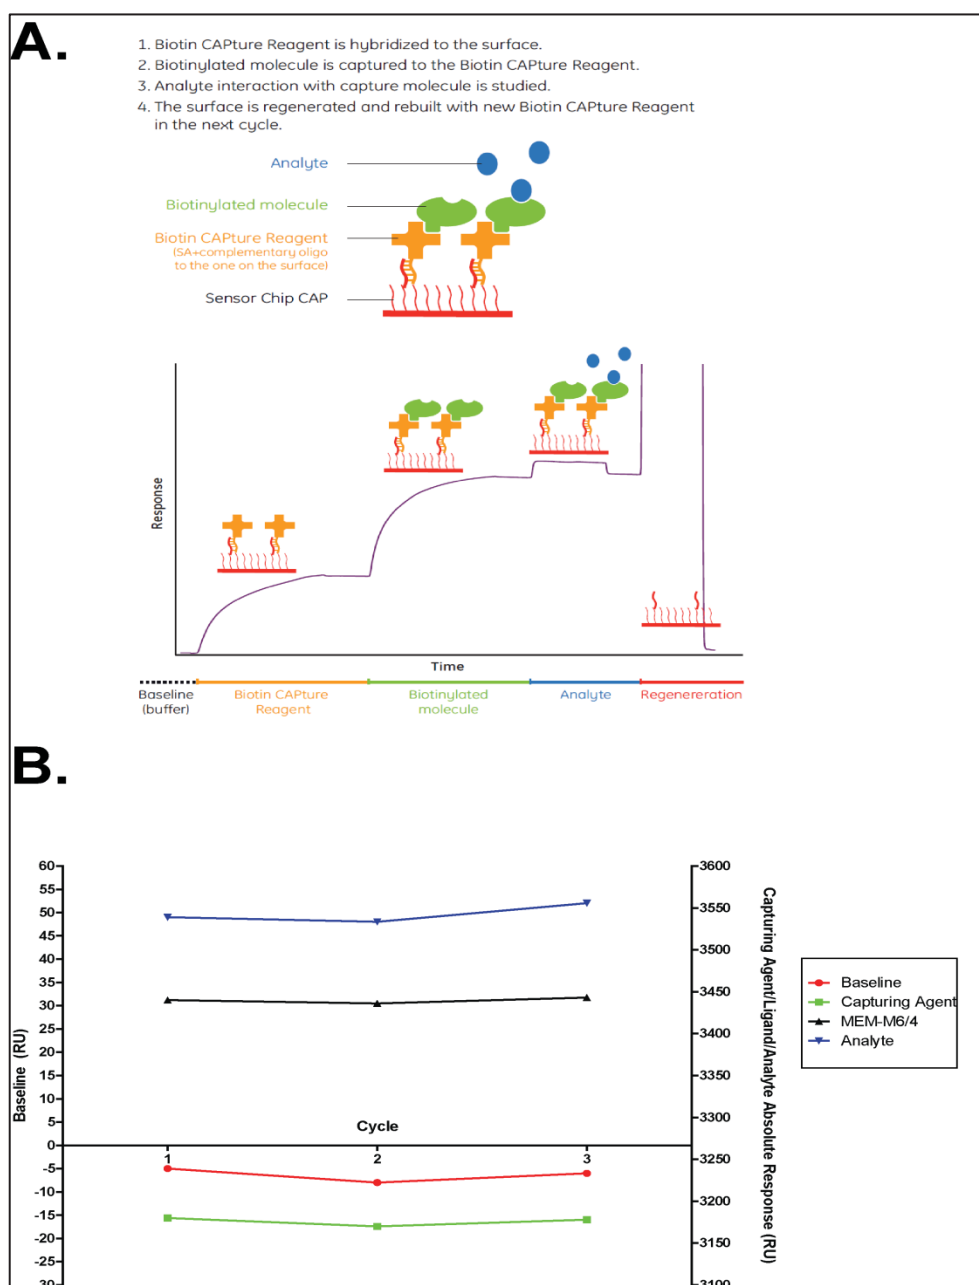 A.
1. Biotin CAPture Reagent is hybridized to the surface.
2. Biotinylated molecule is captured to the Biotin CAPture Reagent.
3. Analyte interaction with capture molecule is studied.
4. The surface is regenerated and rebuilt with new Biotin CAPture Reagent
in the next cycle.
Analyte
Biotinylated molecule
Biotin CAPture Reagent
(SA+complementary oligo
to the one on the surface)
Sensor Chip CAP
Response
Time
Baseline
(buffer)
Biotin CAPture
Reagent
Biotinylated
molecule
Analyte
Regenereration
B.
Baseline (RU)
60
55
50
45
40
35
30
25
20
15
10
5
0
-5
-10
-15
-20
-25
-30
Cycle
1
2
3
3600
3550
3500
3450
3400
3350
3300
3250
3200
3150
3100
Capturing Agent/Ligand/Analyte Absolute Response (RU)
Baseline
Capturing Agent
MEM-M6/4
Analyte